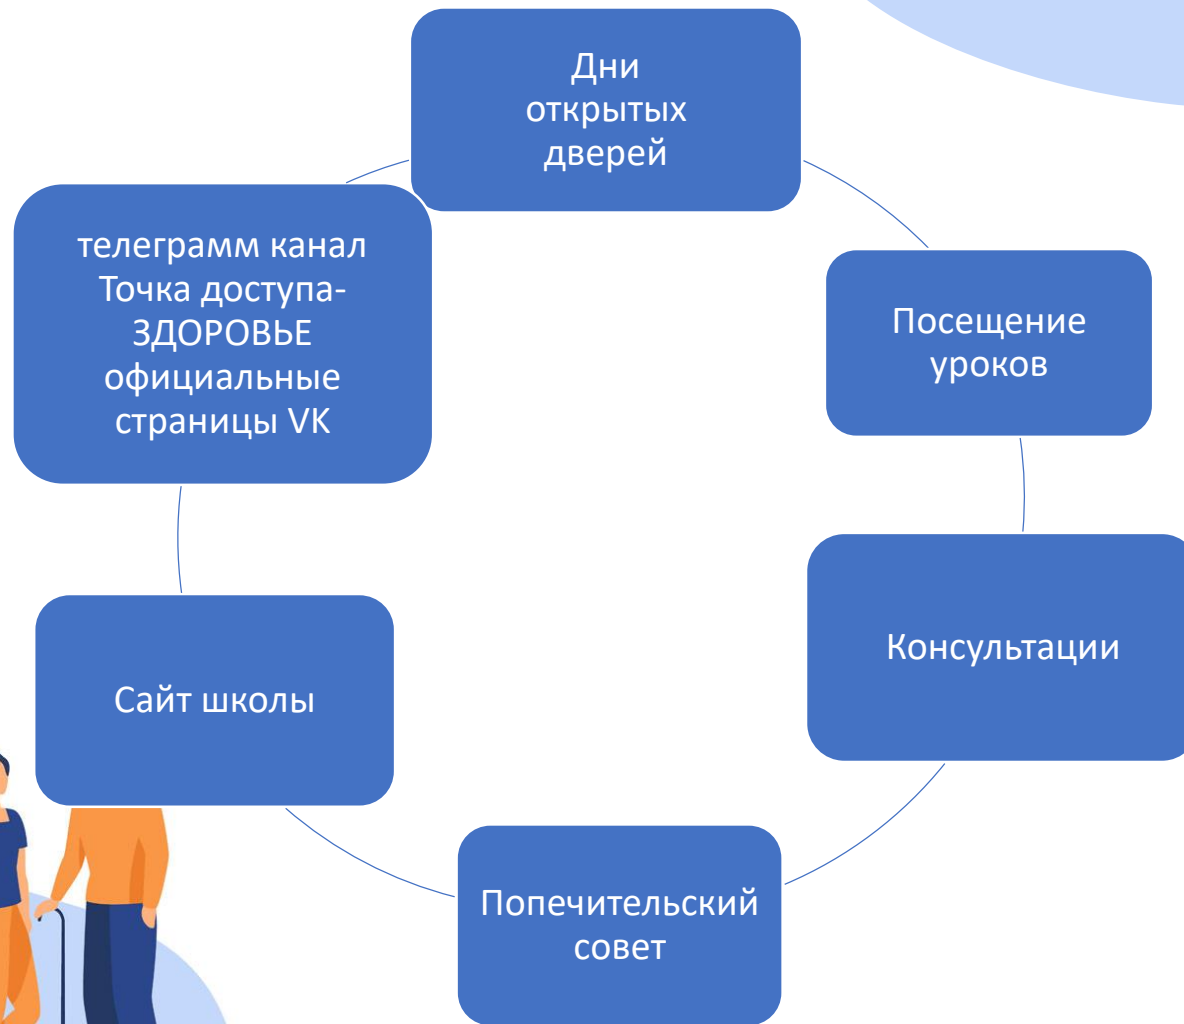 Дни
открытых
дверей
Посещение
уроков
Консультации
Попечительский
совет
Сайт школы
телеграмм канал
Точка доступа-
ЗДОРОВЬЕ
официальные
страницы VK